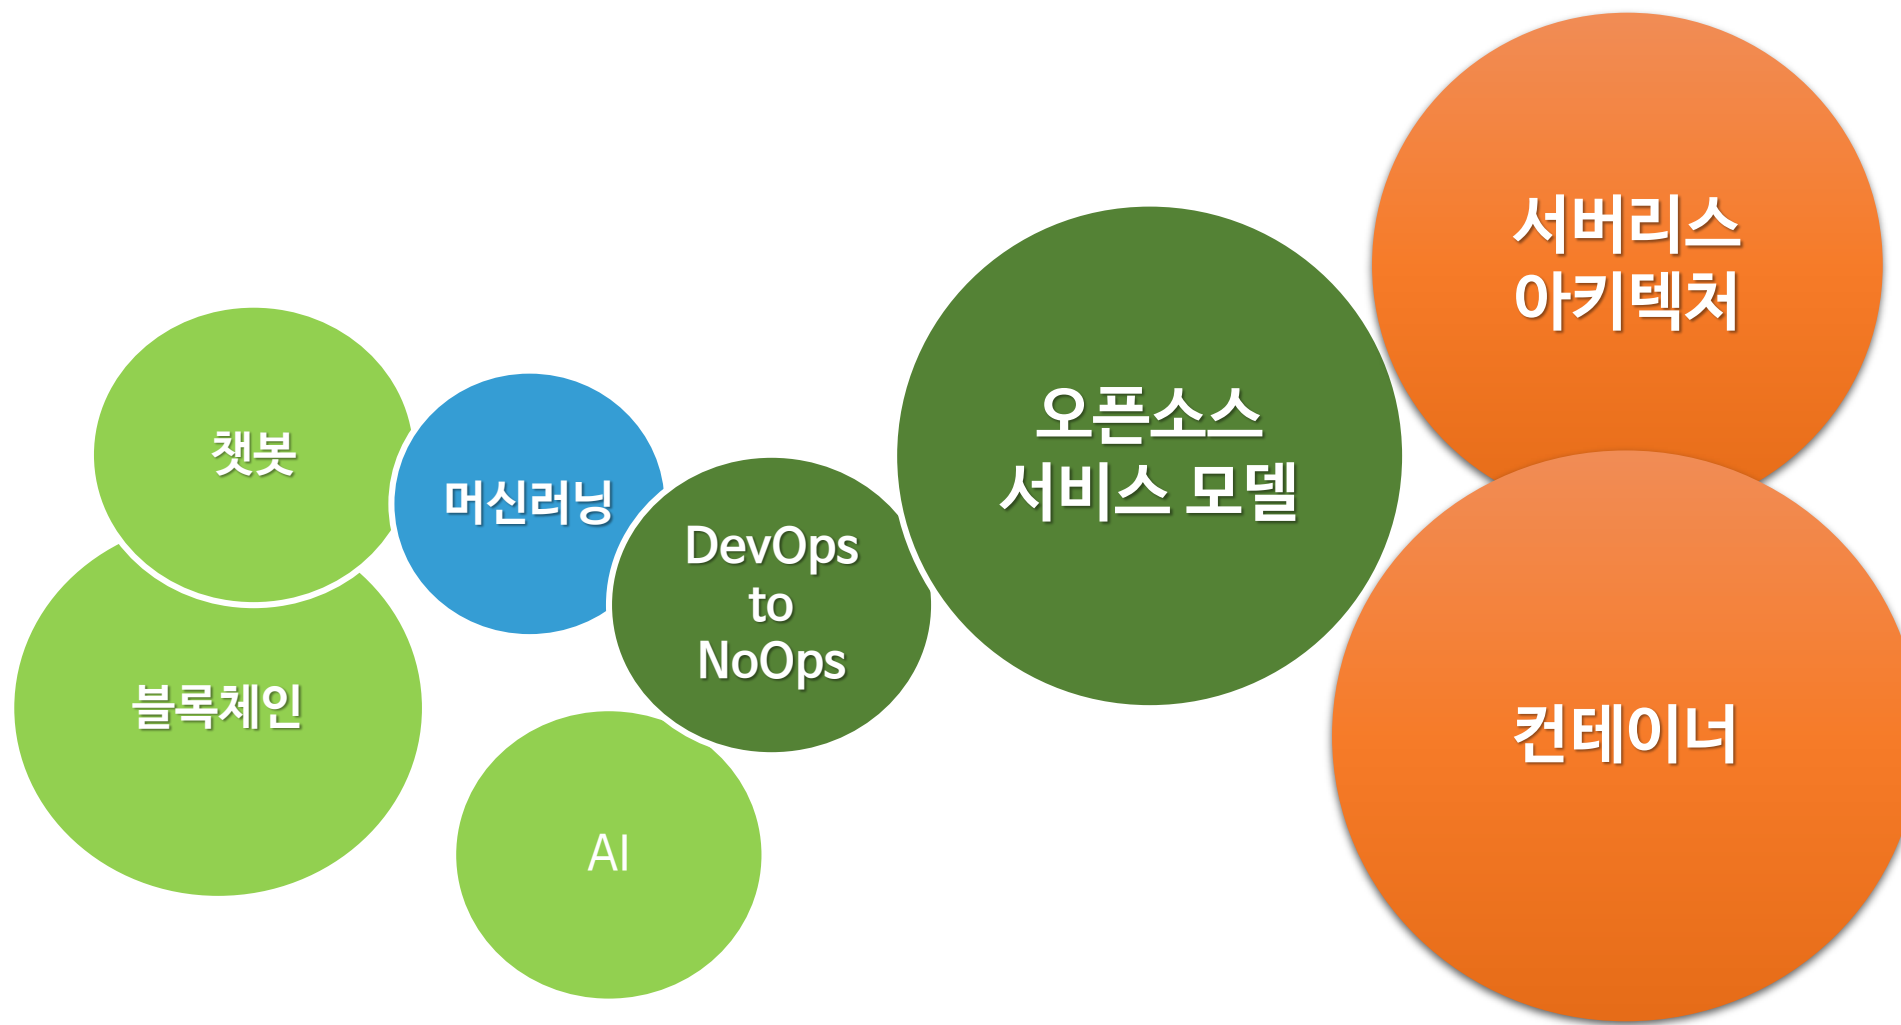 챗봇
블록체인
머신러닝
DevOps
to
NoOps
AI
오픈소스
서비스 모델
서버리스
아키텍처
컨테이너